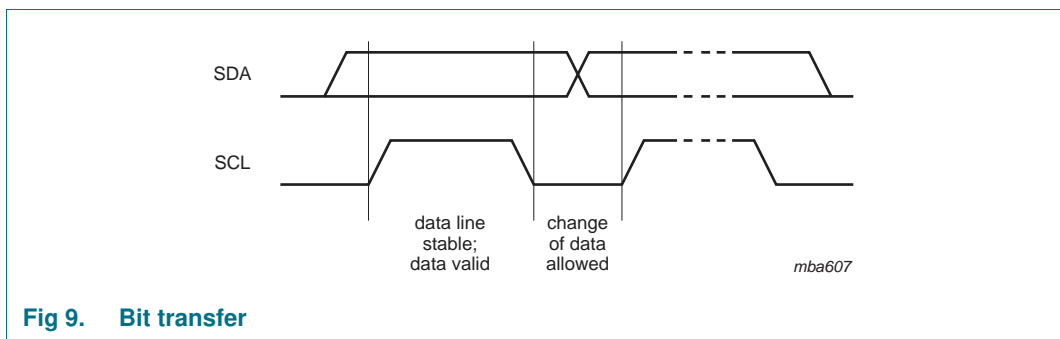 SDA
SCL
data line
stable;
data valid
change
of data
allowed
mba607
Fig 9. Bit transfer